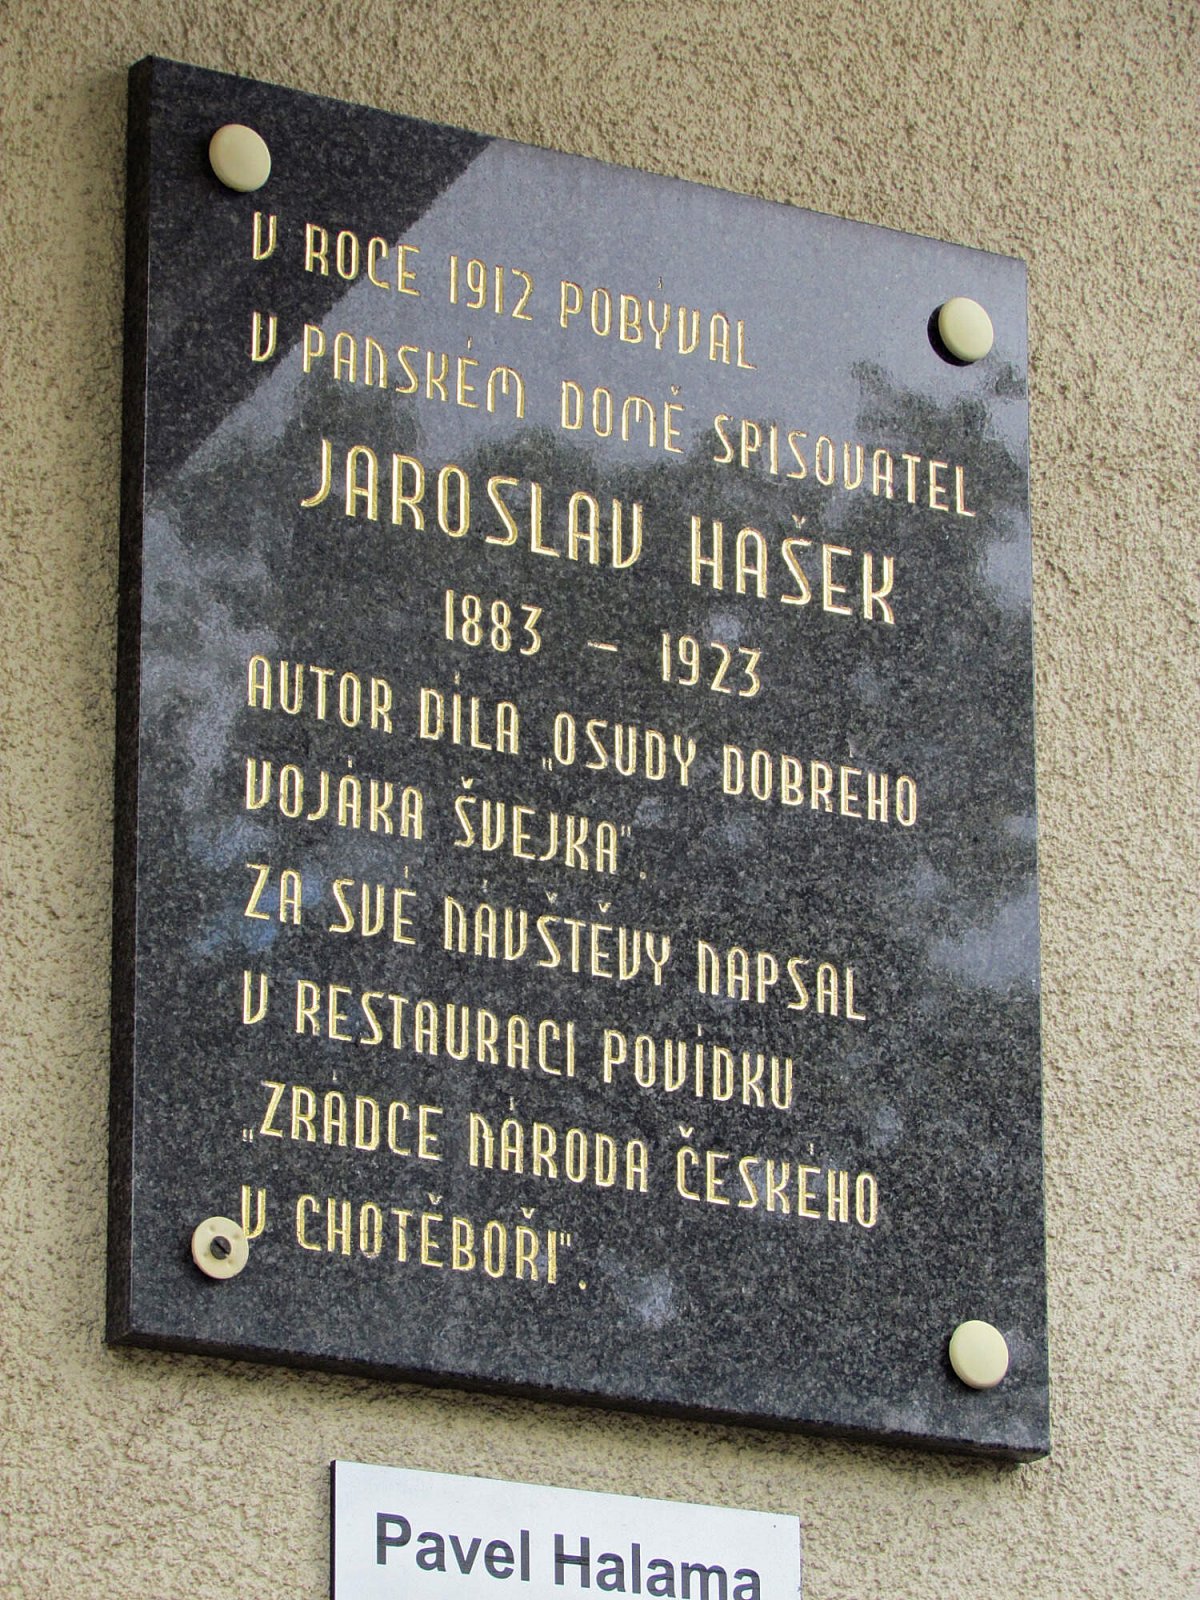 V ROCE 1912 POBÝVAL
V PANSKÉM DOMĚ SPISOVATEL
JAROSLAV HAŠEK
1883 – 1923
AUTOR DÍLA „OSUDY DOBRÉHO
VOJÁKA ŠVEJKA".
ZA SVÉ NÁVŠTĚVY NAPSAL
V RESTAURACI POVÍDKU
„ZRÁDCE NÁRODA ČESKÉHO
V CHOTĚBOŘI".
Pavel Halama